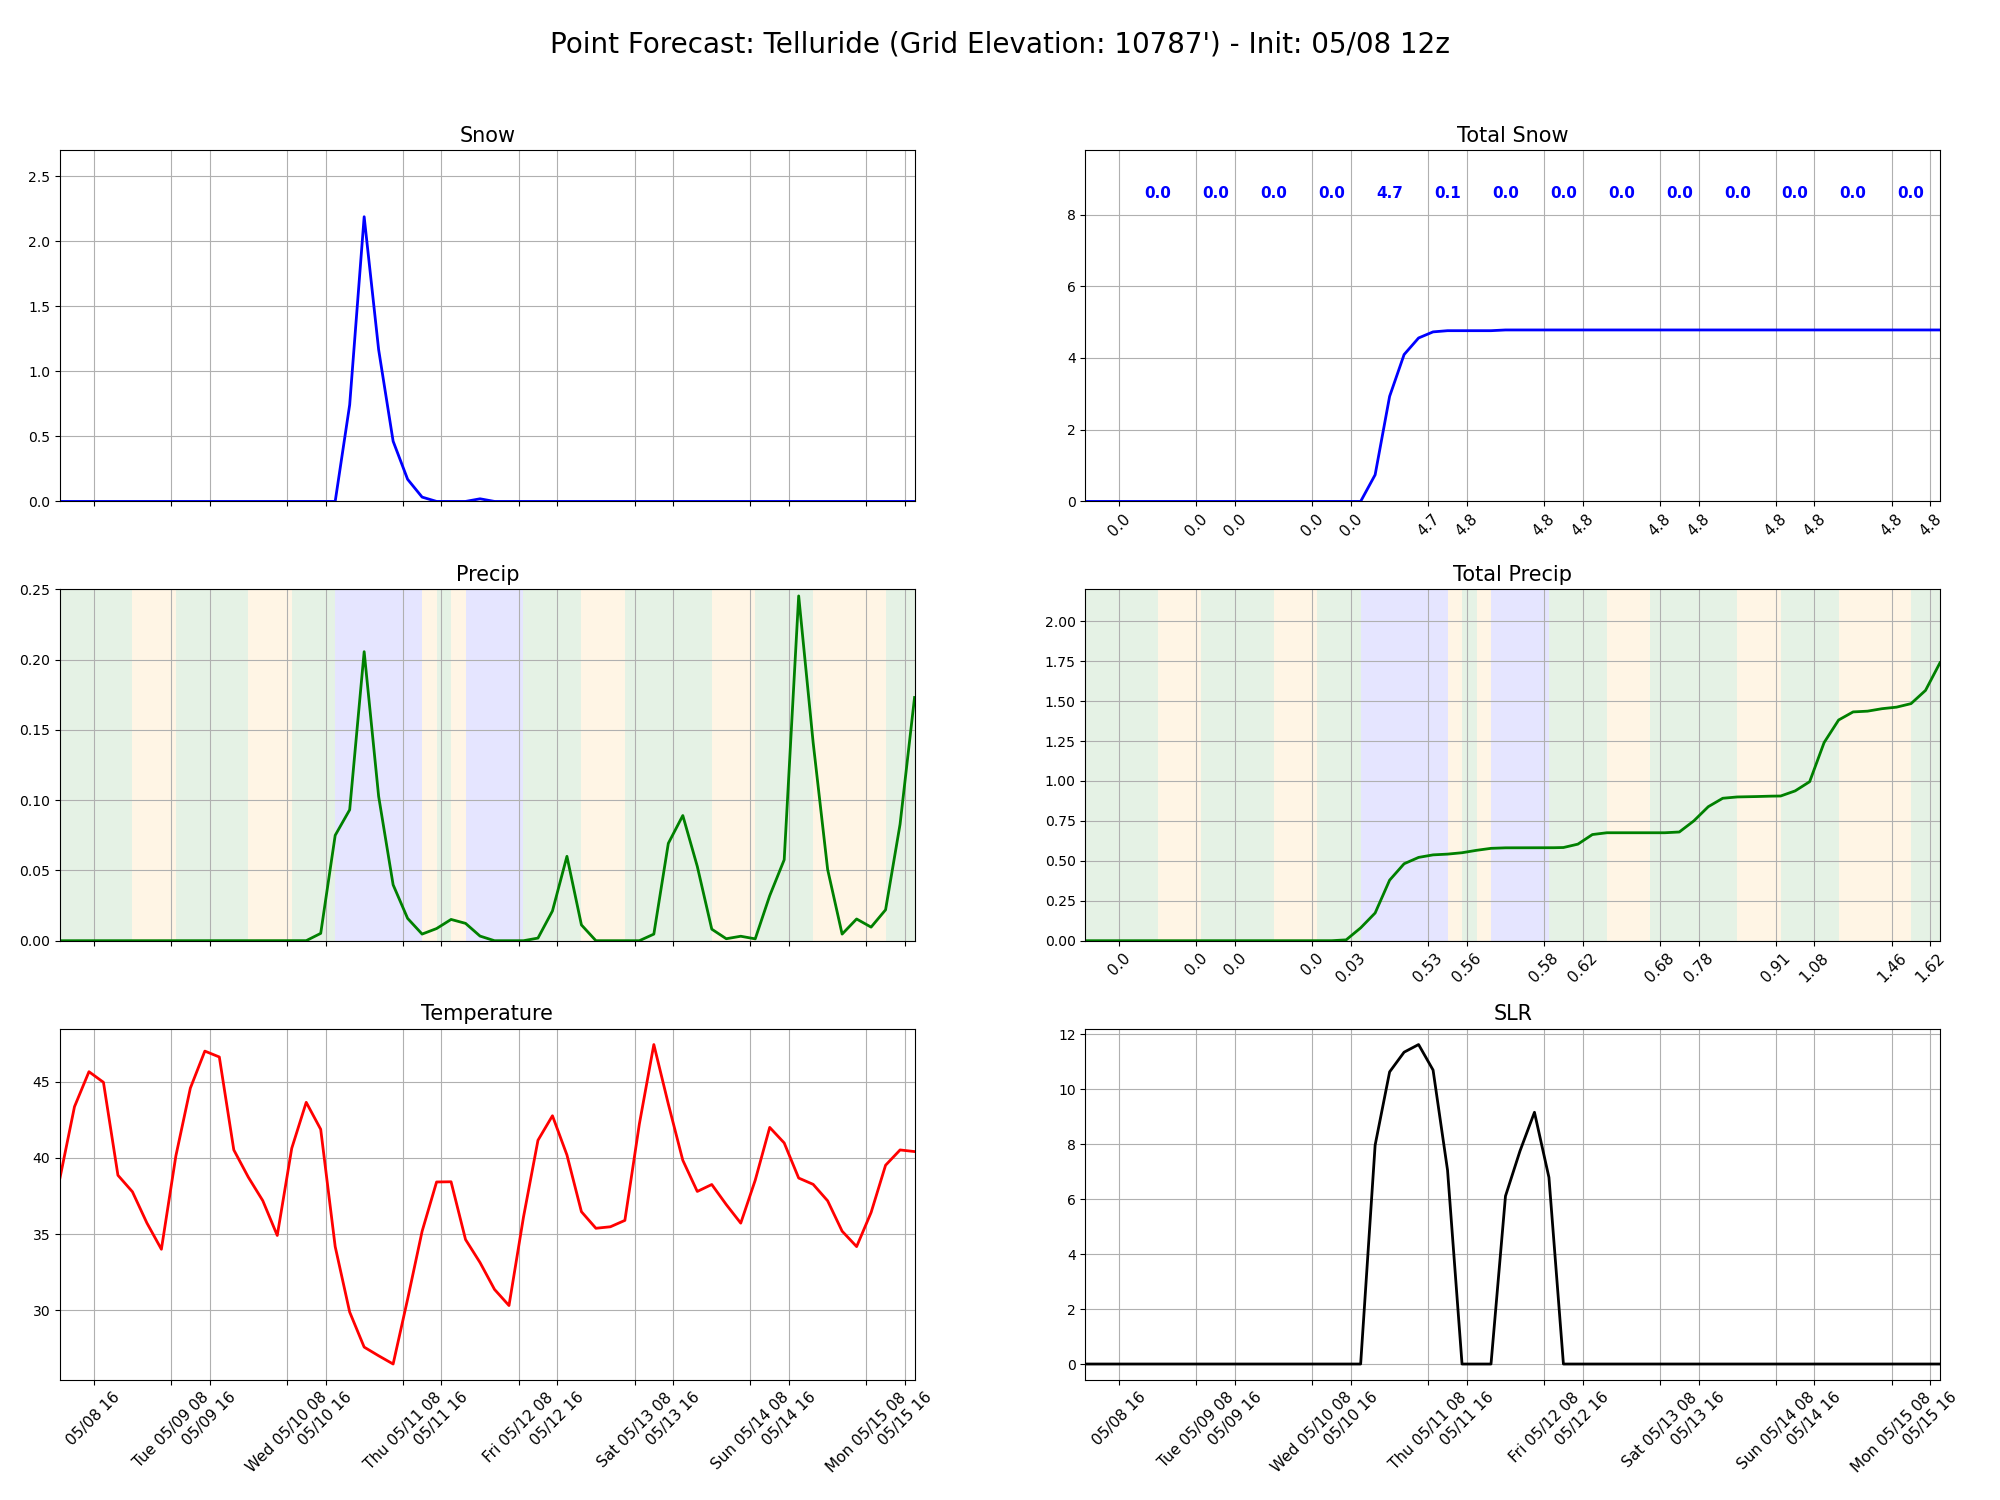 Point Forecast: Telluride (Grid Elevation: 10787') - Init: 05/08 12z
Snow
2.5
2.0
1.5
1.0
0.5
0.0
Total Snow
0.0 0.0 0.0 0.0 4.7 0.1 0.0 0.0 0.0 0.0 0.0 0.0 0.0 0.0
8
6
4
2
0
0.0 0.0 0.0 0.0 0.0 4.7 4.8 4.8 4.8 4.8 4.8 4.8 4.8 4.8 4.8
Precip
0.25
0.20
0.15
0.10
0.05
0.00
Total Precip
2.00
1.75
1.50
1.25
1.00
0.75
0.50
0.25
0.00
0.0 0.0 0.0 0.0 0.03 0.53 0.56 0.58 0.62 0.68 0.78 0.91 1.08 1.46 1.62
Temperature
45
40
35
30
05/08 16
Tue 05/09 08
05/09 16
Wed 05/10 08
05/10 16
Thu 05/11 08
05/11 16
Fri 05/12 08
05/12 16
Sat 05/13 08
05/13 16
Sun 05/14 08
05/14 16
Mon 05/15 08
05/15 16
SLR
12
10
8
6
4
2
0
05/08 16
Tue 05/09 08
05/09 16
Wed 05/10 08
05/10 16
Thu 05/11 08
05/11 16
Fri 05/12 08
05/12 16
Sat 05/13 08
05/13 16
Sun 05/14 08
05/14 16
Mon 05/15 08
05/15 16